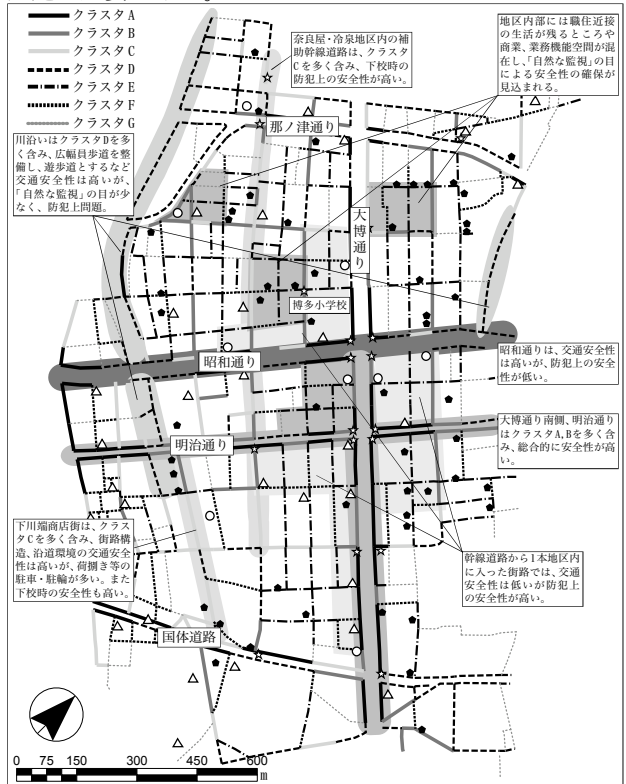 クラスタA
クラスタB
クラスタC
クラスタD
クラスタE
クラスタF
クラスタG
奈良屋・冷泉地区内の補
助幹線道路は、クラスタ
Cを多く含み、下校時の
防犯上の安全性が高い。
地区内部には職住近接
の生活が残るところや
商業、業務機能空間が混
在し、「自然な監視」の目
による安全性の確保が
見込まれる。
川沿いはクラスタDを多
く含み、広幅員歩道を整
備し、遊歩道とするなど
交通安全性は高いが、
「自然な監視」の目が少
なく、防犯上問題。
那ノ津通り
大博通り
博多小学校
昭和通り
昭和通りは、交通安全性
は高いが、防犯上の安全
性が低い。
大博通り南側、明治通り
はクラスタA,Bを多く含
み、総合的に安全性が高
い。
明治通り
下川端商店街は、クラス
タCを多く含み、街路構
造、沿道環境の交通安全
性は高いが、荷捌き等の
駐車・駐輪が多い。また
下校時の安全性も高い。
幹線道路から1本地区内
に入った街路では、交通
安全性は低いが防犯上
の安全性が高い。
国体道路
0 75 150 300 450 600
m